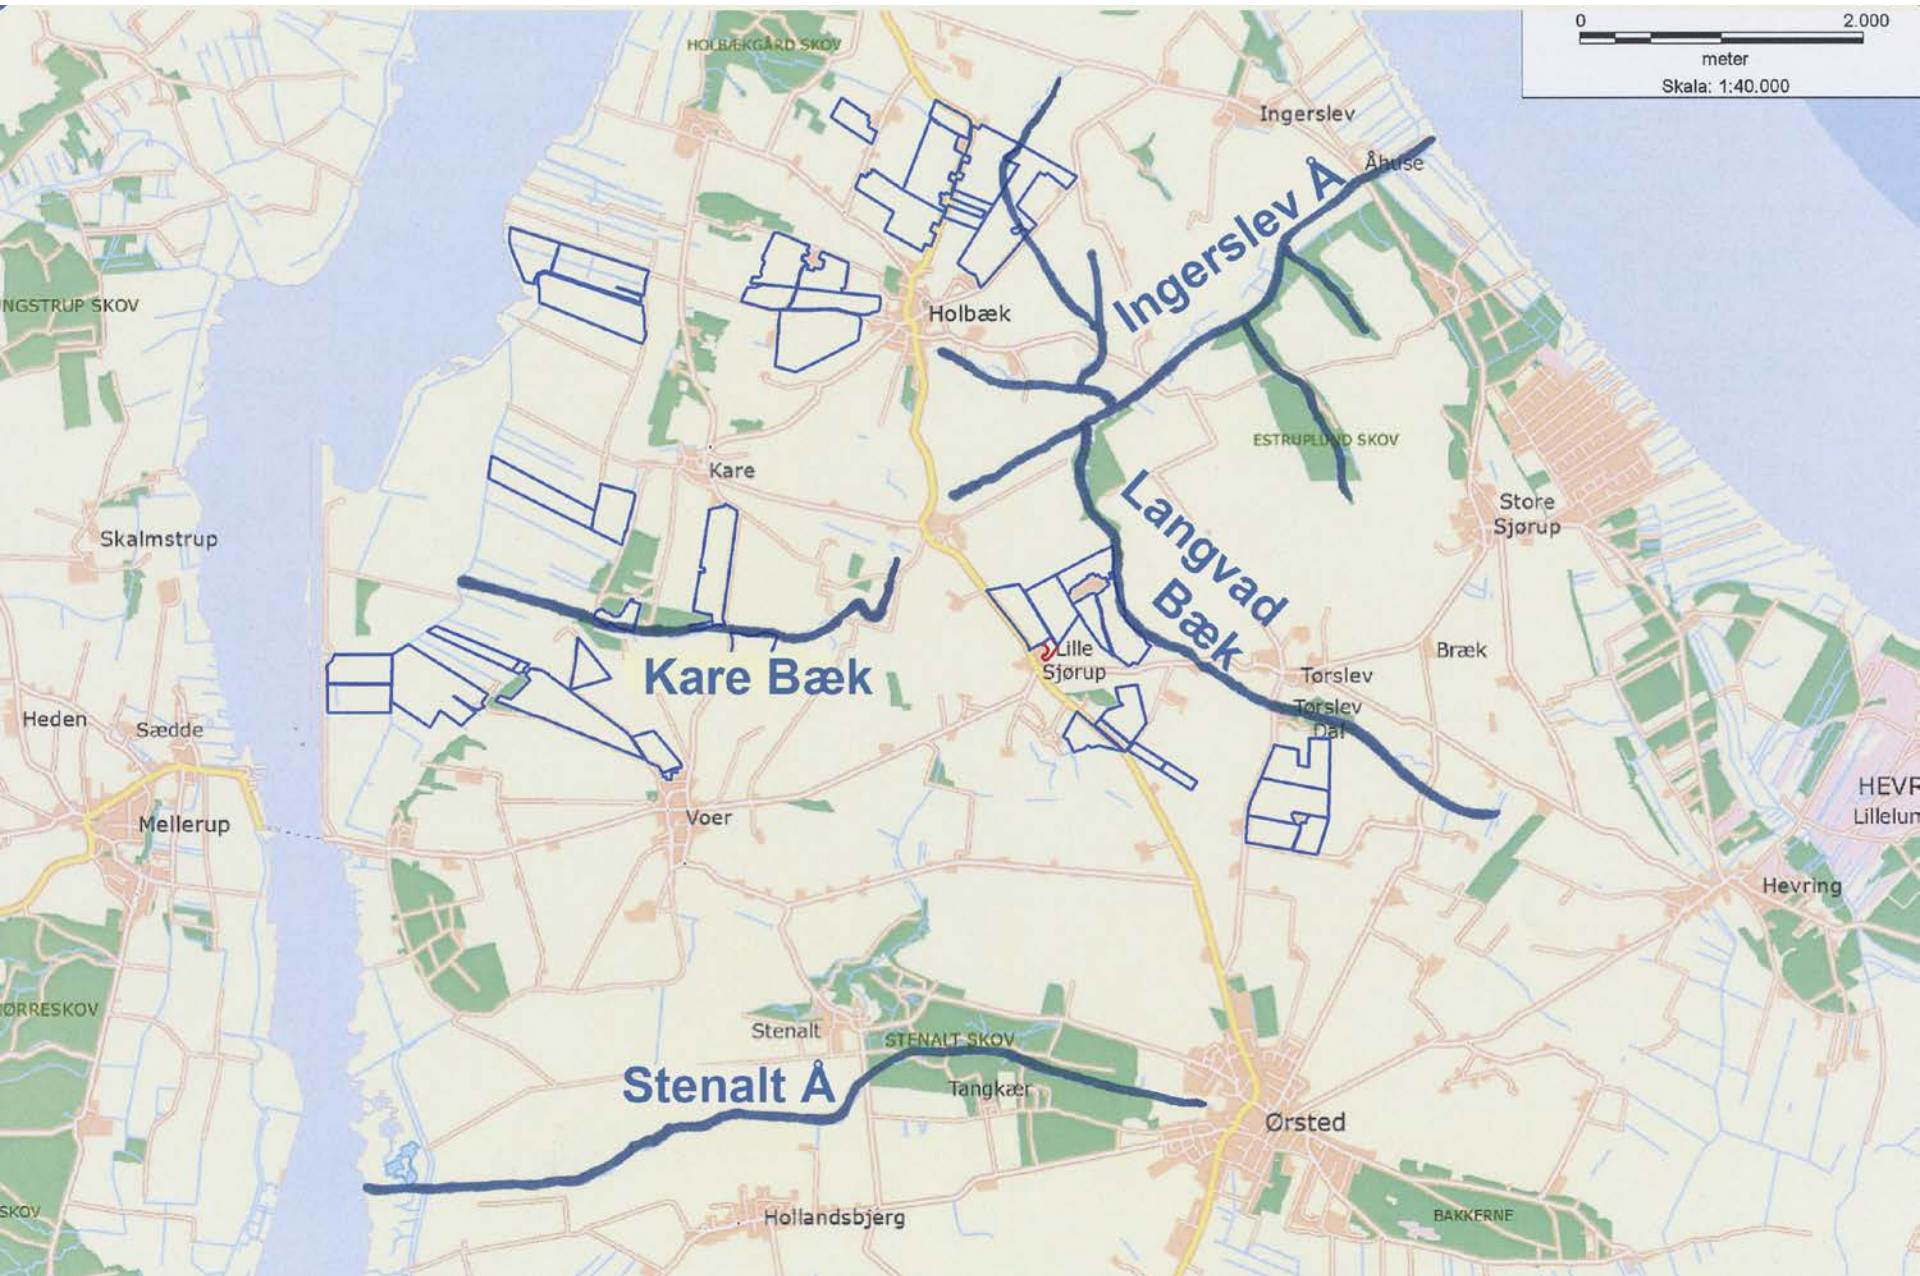 0 2.000
meter
Skala: 1:40.000
HOLBÆKGÅRD SKOV
Ingerslev
Åhuse
Ingerslev Å
NGSTRUP SKOV
Holbæk
ESTRUPLUND SKOV
Kare
Langvad
Bæk
Store
Sjørup
Skalmstrup
Kare Bæk
Lille
Sjørup
Bræk
Tørslev
Tørslev
Dal
Heden
Sædde
HEVR
Lillelun
Mellerup
Voer
Hevring
ØRRESKOV
Stenalt
STENALT SKOV
Stenalt Å
Tangkær
Ørsted
SKOV
Hollandsbjerg
BAKKERNE